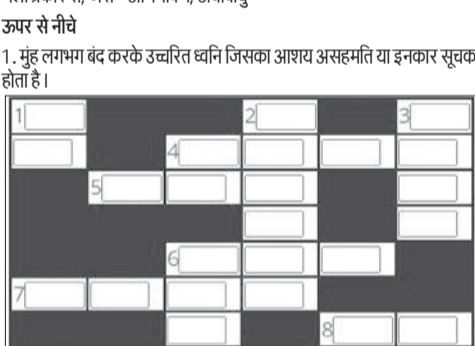 ऊपर से नीचे
1. मुंह लगभग बंद करके उच्चरित ध्वनि जिसका आशय असहमति या इनकार सूचक
होता है।
1 2 3
4
5
6
7
8